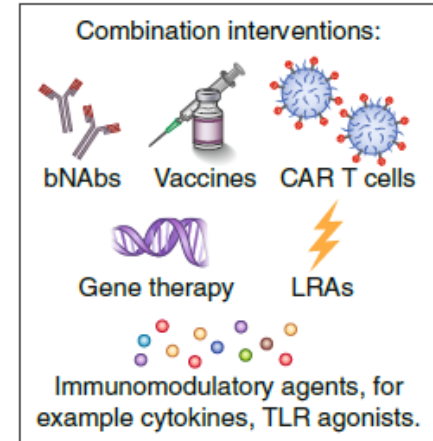 Combination interventions:
bNAbs Vaccines CAR T cells
Gene therapy LRAs
Immunomodulatory agents, for
example cytokines, TLR agonists.